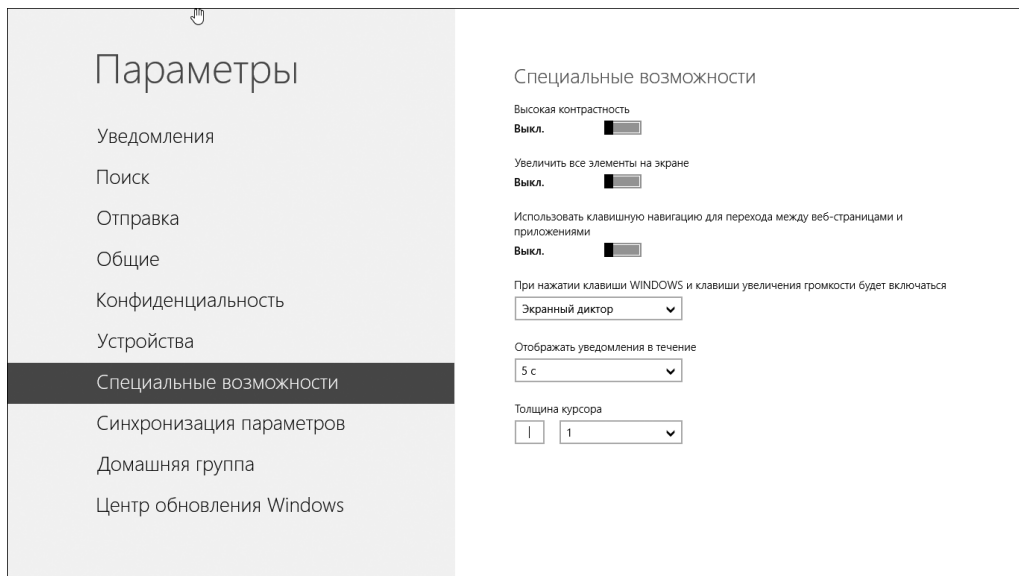 Параметры
Уведомления
Поиск
Отправка
Общие
Конфиденциальность
Устройства
Специальные возможности
Синхронизация параметров
Домашняя группа
Центр обновления Windows
Специальные возможности
Высокая контрастность
Выкл.
Увеличить все элементы на экране
Выкл.
Использовать клавишную навигацию для перехода между веб-страницами и
приложениями
Выкл.
При нажатии клавиши WINDOWS и клавиши увеличения громкости будет включаться
Экранный диктор
Отображать уведомления в течение
5 с
Толщина курсора
1